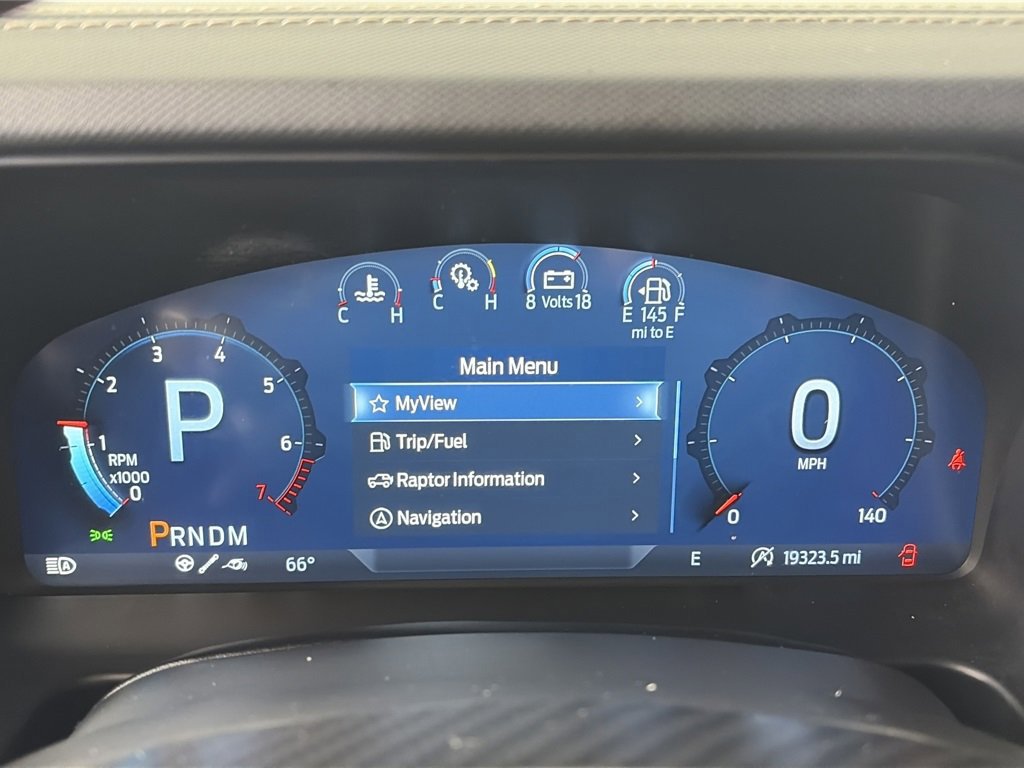 C H
C H
8 Volts 18
E 145 F
mi to E
Main Menu
MyView
Trip/Fuel
Raptor Information
Navigation
P
0 1 2 3 4 5 6 7
RPM
x1000
PRNDM
66°
0
MPH
0 140
E
19323.5 mi